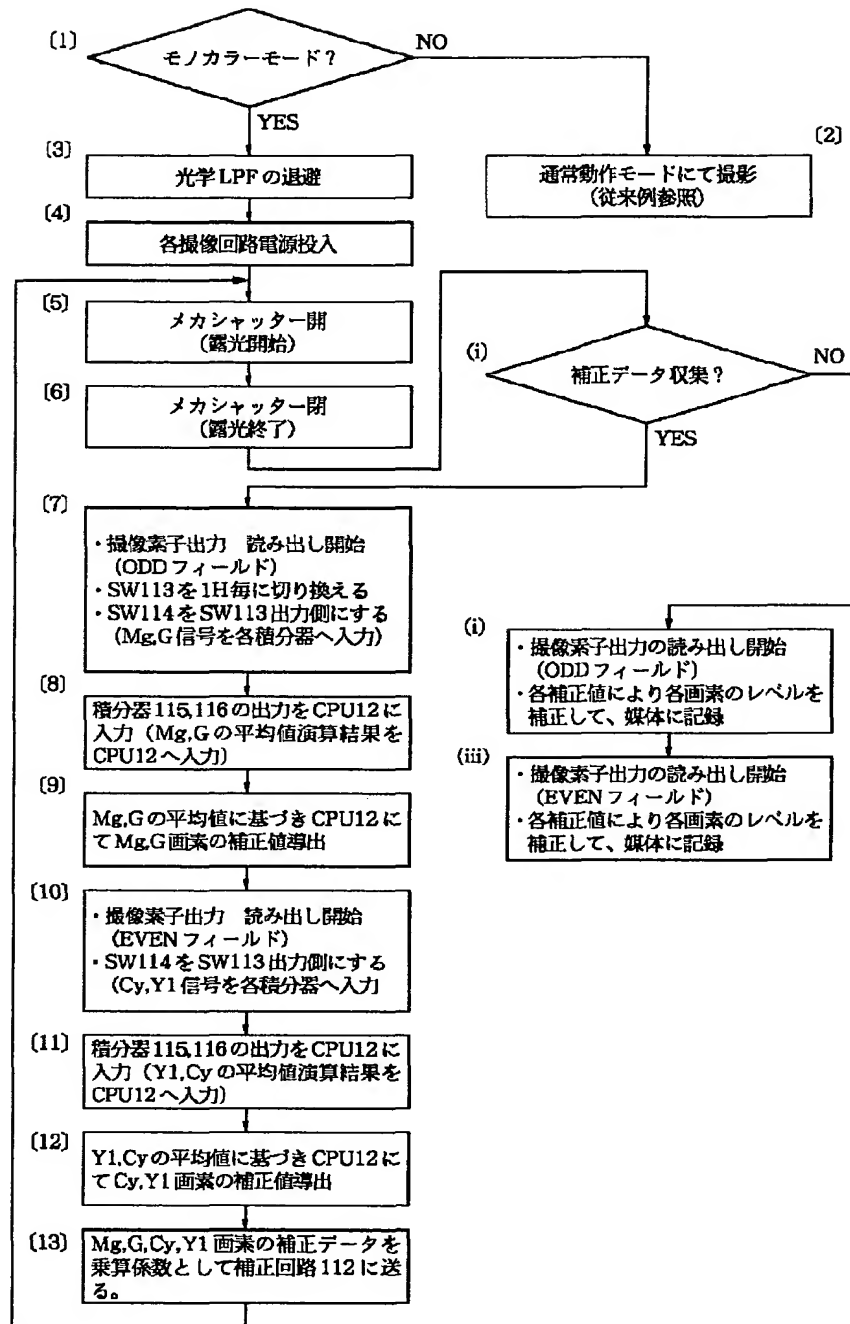 〔1〕
モノカラーモード？
NO
YES
〔2〕
通常動作モードにて撮影
(従来例参照)
〔3〕
光学LPFの退避
〔4〕
各撮像回路電源投入
〔5〕
メカシャッター開
(露光開始)
〔6〕
メカシャッター閉
(露光終了)
(i)
補正データ収集？
NO
YES
〔7〕
・撮像素子出力　読み出し開始
(ODDフィールド)
・SW113を1H毎に切り換える
・SW114をSW113出力側にする
(Mg,G信号を各積分器へ入力)
〔8〕
積分器115,116の出力をCPU12に
入力（Mg,Gの平均値演算結果を
CPU12へ入力）
〔9〕
Mg,Gの平均値に基づきCPU12に
てMg,G画素の補正値導出
〔10〕
・撮像素子出力　読み出し開始
(EVENフィールド)
・SW114をSW113出力側にする
(Cy,Y1信号を各積分器へ入力
〔11〕
積分器115,116の出力をCPU12に
入力（Y1,Cyの平均値演算結果を
CPU12へ入力）
〔12〕
Y1,Cyの平均値に基づきCPU12に
てCy,Y1画素の補正値導出
〔13〕
Mg,G,Cy,Y1画素の補正データを
乗算係数として補正回路112に送
る。
(i)
・撮像素子出力の読み出し開始
(ODDフィールド)
・各補正値により各画素のレベルを
補正して、媒体に記録
(iii)
・撮像素子出力の読み出し開始
(EVENフィールド)
・各補正値により各画素のレベルを
補正して、媒体に記録